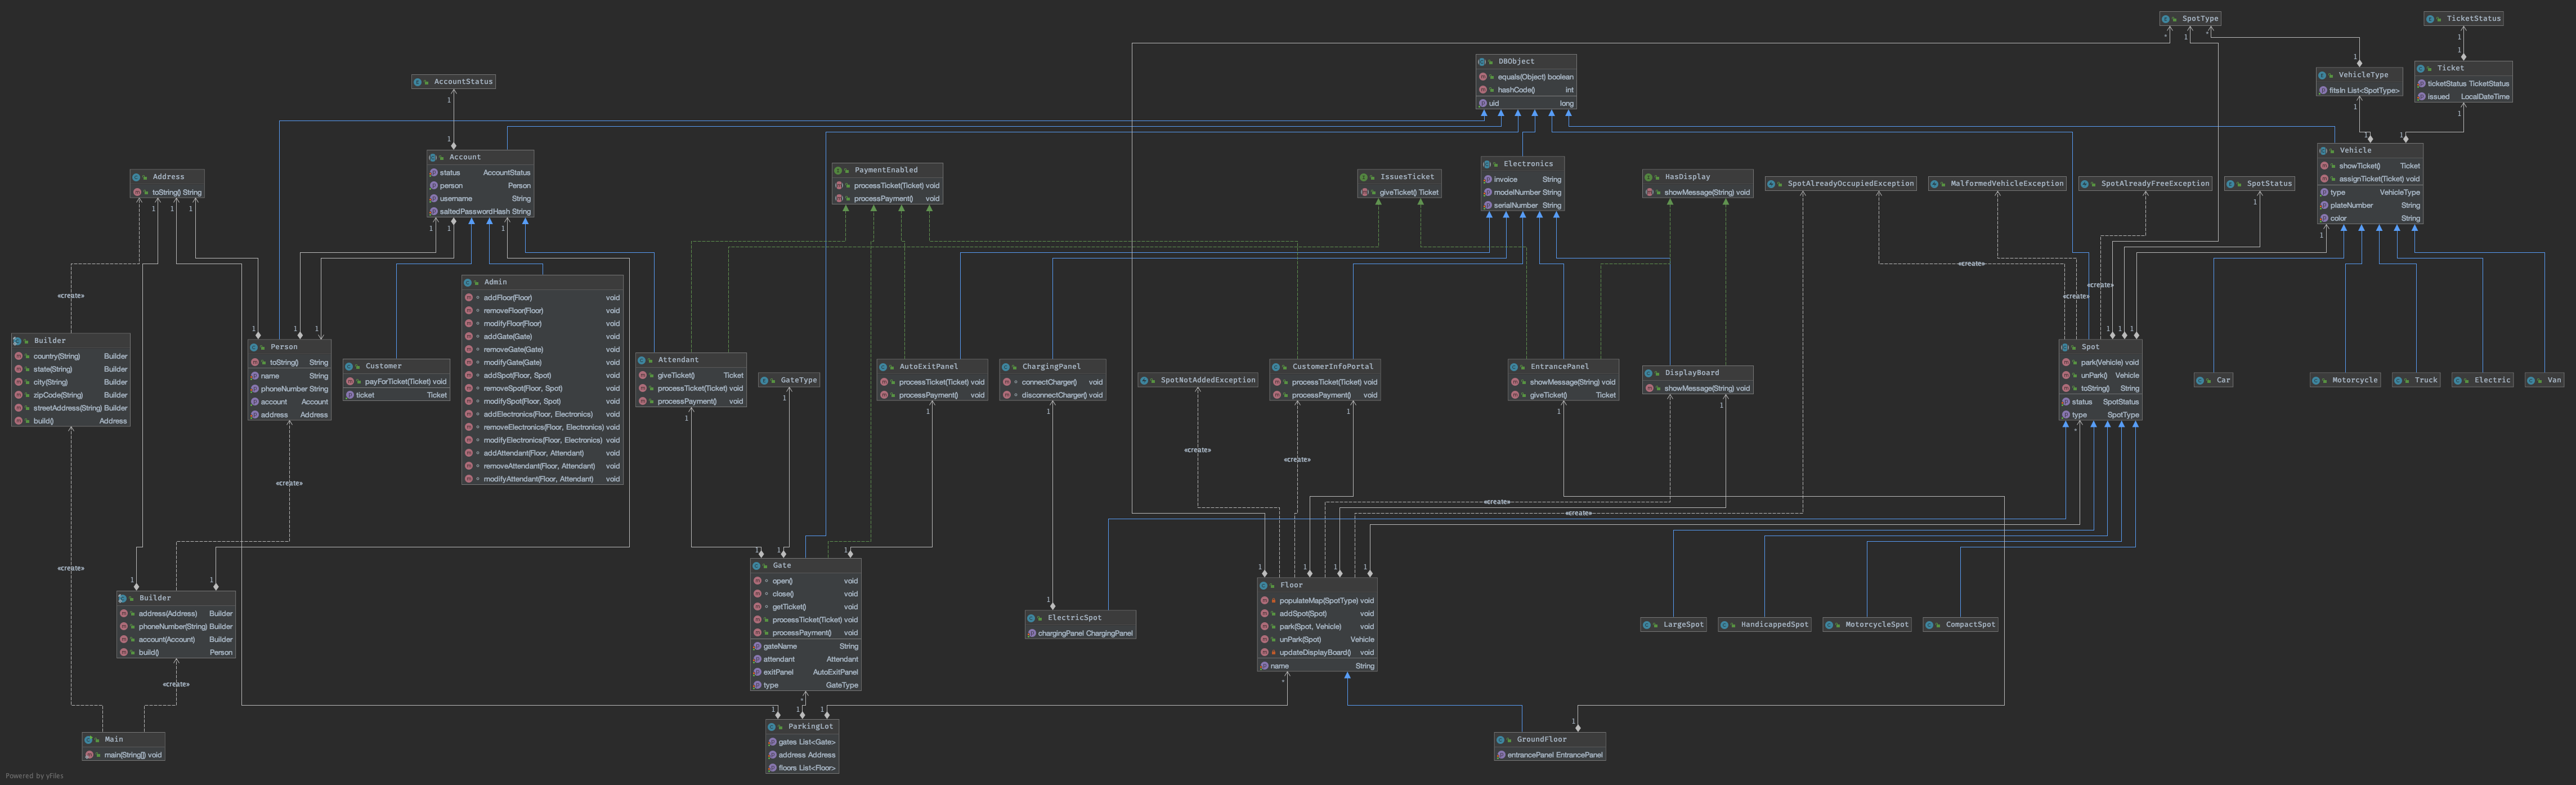 SpotType
TicketStatus
DBObject
equals(Object) boolean
hashCode() int
uid long
AccountStatus
VehicleType
fitsIn List<SpotType>
Ticket
ticketStatus TicketStatus
issued LocalDateTime
Account
status AccountStatus
person Person
username String
saltedPasswordHash String
Address
toString() String
PaymentEnabled
processTicket(Ticket) void
processPayment() void
IssuesTicket
giveTicket() Ticket
Electronics
invoice String
modelNumber String
serialNumber String
HasDisplay
showMessage(String) void
SpotAlreadyOccupiedException
MalformedVehicleException
SpotAlreadyFreeException
SpotStatus
Vehicle
showTicket() Ticket
assignTicket(Ticket) void
type VehicleType
plateNumber String
color String
«create»
«create»
«create»
«create»
Builder
country(String) Builder
state(String) Builder
city(String) Builder
zipCode(String) Builder
streetAddress(String) Builder
build() Address
Person
toString() String
name String
phoneNumber String
account Account
address Address
Customer
payForTicket(Ticket) void
ticket Ticket
Admin
addFloor(Floor) void
removeFloor(Floor) void
modifyFloor(Floor) void
addGate(Gate) void
removeGate(Gate) void
modifyGate(Gate) void
addSpot(Floor, Spot) void
removeSpot(Floor, Spot) void
modifySpot(Floor, Spot) void
addElectronics(Floor, Electronics) void
removeElectronics(Floor, Electronics) void
modifyElectronics(Floor, Electronics) void
addAttendant(Floor, Attendant) void
removeAttendant(Floor, Attendant) void
modifyAttendant(Floor, Attendant) void
Attendant
giveTicket() Ticket
processTicket(Ticket) void
processPayment() void
GateType
AutoExitPanel
processTicket(Ticket) void
processPayment() void
ChargingPanel
connectCharger() void
disconnectCharger() void
SpotNotAddedException
CustomerInfoPortal
processTicket(Ticket) void
processPayment() void
EntrancePanel
showMessage(String) void
giveTicket() Ticket
DisplayBoard
showMessage(String) void
Spot
park(Vehicle) void
unPark() Vehicle
toString() String
status SpotStatus
type SpotType
Car
Motorcycle
Truck
Electric
Van
«create»
«create»
«create»
«create»
«create»
«create»
«create»
Builder
address(Address) Builder
phoneNumber(String) Builder
account(Account) Builder
build() Person
Gate
open() void
close() void
getTicket() void
processTicket(Ticket) void
processPayment() void
gateName String
attendant Attendant
exitPanel AutoExitPanel
type GateType
ElectricSpot
chargingPanel ChargingPanel
Floor
populateMap(SpotType) void
addSpot(Spot) void
park(Spot, Vehicle) void
unPark(Spot) Vehicle
updateDisplayBoard() void
name String
LargeSpot
HandicappedSpot
MotorcycleSpot
CompactSpot
Main
main(String[]) void
ParkingLot
gates List<Gate>
address Address
floors List<Floor>
GroundFloor
entrancePanel EntrancePanel
Powered by yFiles